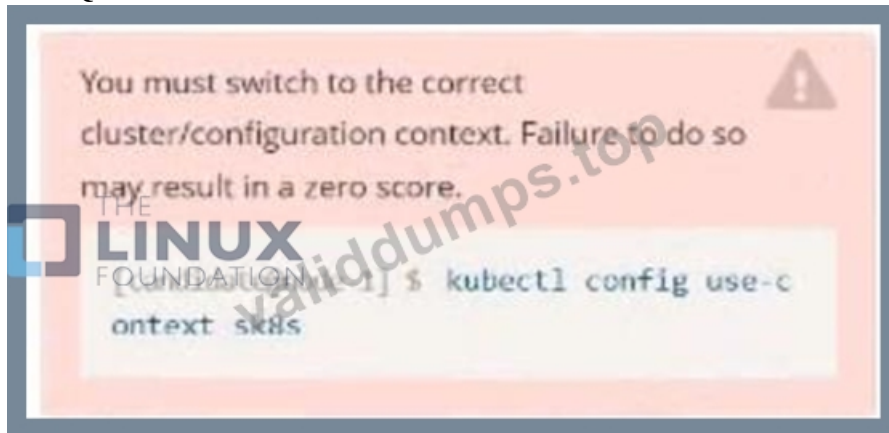 You must switch to the correct
cluster/configuration context. Failure to do so
may result in a zero score.
THE
LINUX
FOUNDATION
validdumps.top
] $ kubectl config use-c
ontext sk8s